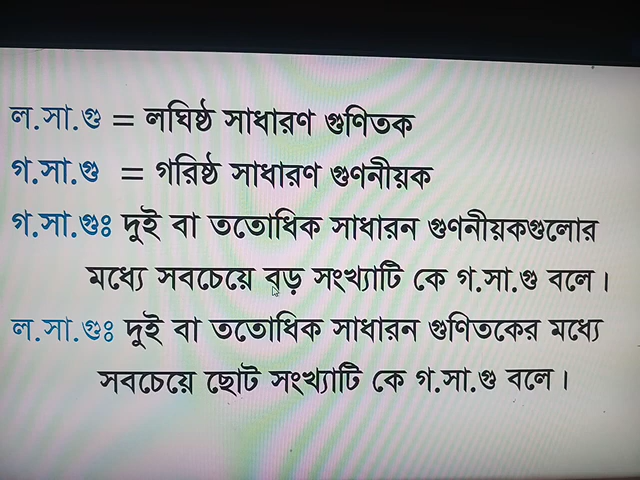 ল.সা.গু = লঘিষ্ঠ সাধারণ গুণিতক
গ.সা.গু = গরিষ্ঠ সাধারণ গুণনীয়ক
গ.সা.গুঃ দুই বা ততোধিক সাধারন গুণনীয়কগুলোর
মধ্যে সবচেয়ে বড় সংখ্যাটি কে গ.সা.গু বলে।
ল.সা.গুঃ দুই বা ততোধিক সাধারন গুণিতকের মধ্যে
সবচেয়ে ছোট সংখ্যাটি কে গ.সা.গু বলে।